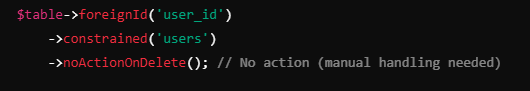 $table->foreignId('user_id')
->constrained('users')
->noActionOnDelete(); // No action (manual handling needed)